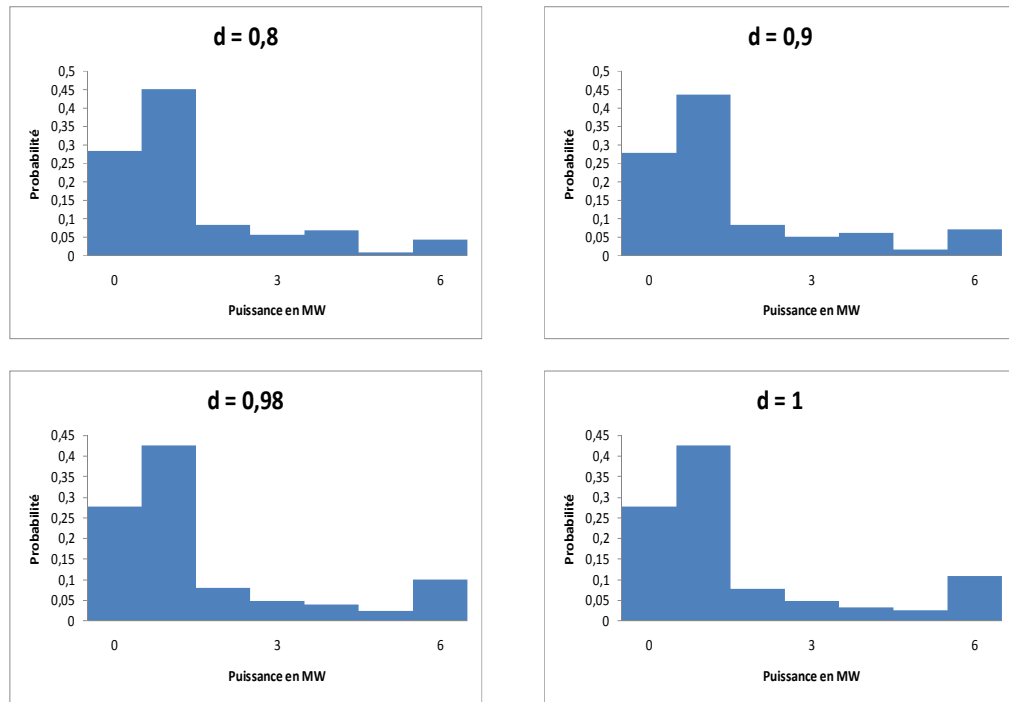 d = 0,8
0,5
0,45
0,4
0,35
0,3
0,25
0,2
0,15
0,1
0,05
0
Probabilité
0 3 6
Puissance en MW
d = 0,9
0,5
0,45
0,4
0,35
0,3
0,25
0,2
0,15
0,1
0,05
0
Probabilité
0 3 6
Puissance en MW
d = 0,98
0,45
0,4
0,35
0,3
0,25
0,2
0,15
0,1
0,05
0
Probabilité
0 3 6
Puissance en MW
d = 1
0,45
0,4
0,35
0,3
0,25
0,2
0,15
0,1
0,05
0
Probabilité
0 3 6
Puissance en MW